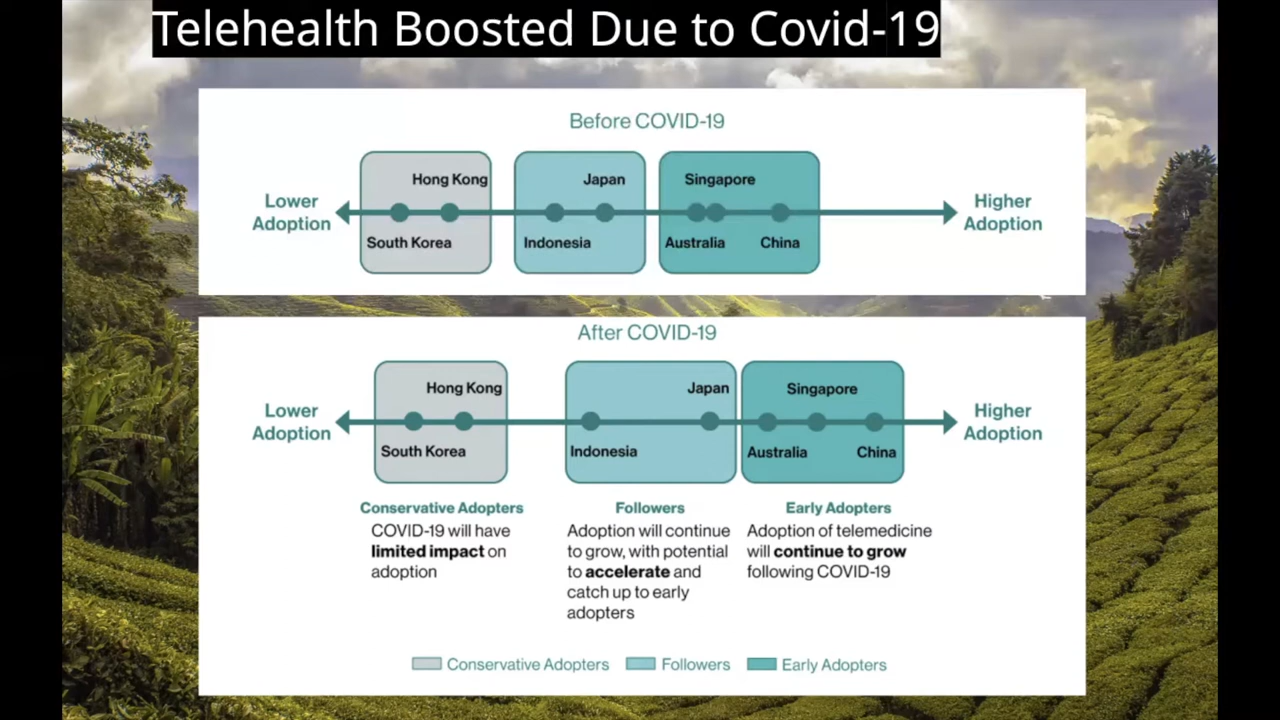 Telehealth Boosted Due to Covid-19
Before COVID-19
Hong Kong
Japan
Singapore
Lower
Adoption
Higher
Adoption
South Korea
Indonesia
Australia
China
After COVID-19
Hong Kong
Japan
Singapore
Lower
Adoption
Higher
Adoption
South Korea
Indonesia
Australia
China
Conservative Adopters
COVID-19 will have
limited impact on
adoption
Followers
Adoption will continue
to grow, with potential
to accelerate and
catch up to early
adopters
Early Adopters
Adoption of telemedicine
will continue to grow
following COVID-19
Conservative Adopters
Followers
Early Adopters